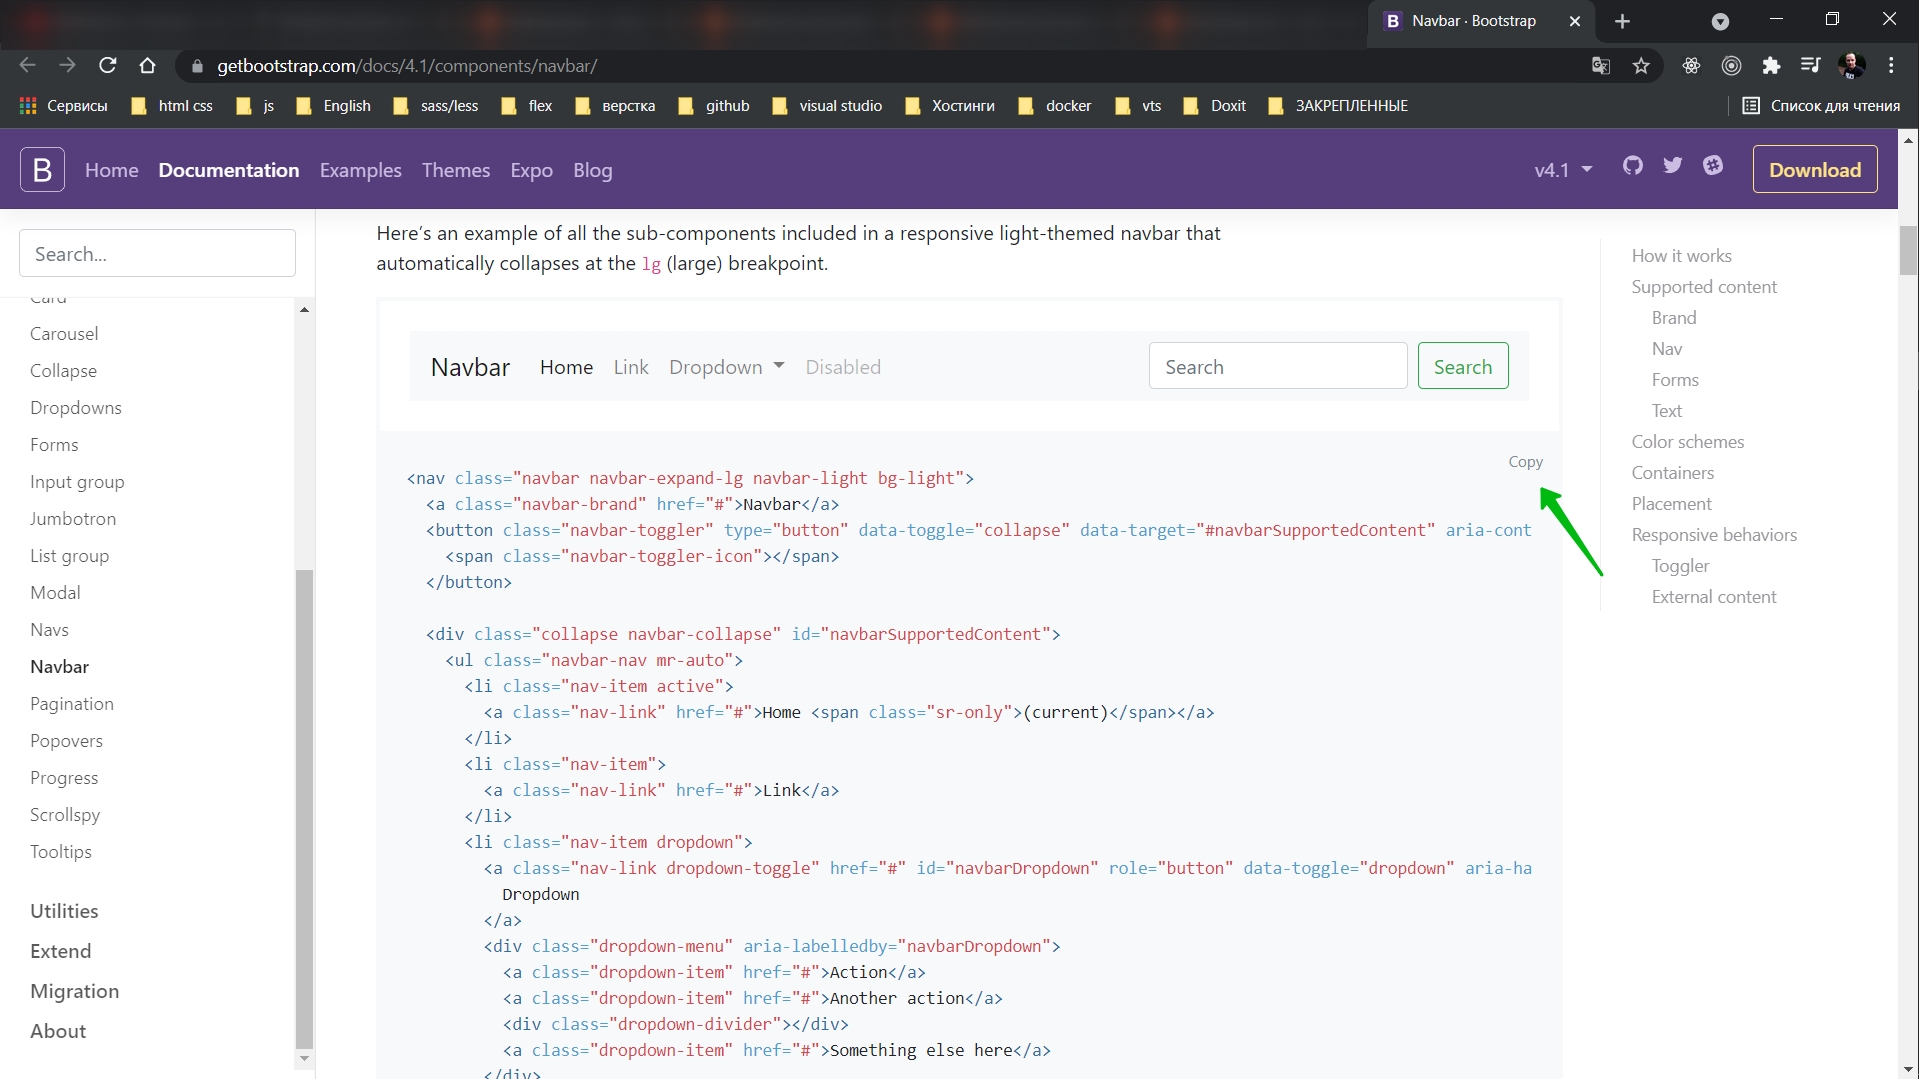 B Navbar · Bootstrap
getbootstrap.com/docs/4.1/components/navbar/
Сервисы html css js English sass/less flex верстка github visual studio Хостинги docker vts Doxit ЗАКРЕПЛЕННЫЕ Список для чтения
B Home Documentation Examples Themes Expo Blog v4.1 Download
Search...
Card
Carousel
Collapse
Dropdowns
Forms
Input group
Jumbotron
List group
Modal
Navs
Navbar
Pagination
Popovers
Progress
Scrollspy
Tooltips
Utilities
Extend
Migration
About
Here’s an example of all the sub-components included in a responsive light-themed navbar that
automatically collapses at the lg (large) breakpoint.
Navbar Home Link Dropdown Disabled Search Search
Copy
<nav class="navbar navbar-expand-lg navbar-light bg-light">
<a class="navbar-brand" href="#">Navbar</a>
<button class="navbar-toggler" type="button" data-toggle="collapse" data-target="#navbarSupportedContent" aria-cont
<span class="navbar-toggler-icon"></span>
</button>
<div class="collapse navbar-collapse" id="navbarSupportedContent">
<ul class="navbar-nav mr-auto">
<li class="nav-item active">
<a class="nav-link" href="#">Home <span class="sr-only">(current)</span></a>
</li>
<li class="nav-item">
<a class="nav-link" href="#">Link</a>
</li>
<li class="nav-item dropdown">
<a class="nav-link dropdown-toggle" href="#" id="navbarDropdown" role="button" data-toggle="dropdown" aria-ha
Dropdown
</a>
<div class="dropdown-menu" aria-labelledby="navbarDropdown">
<a class="dropdown-item" href="#">Action</a>
<a class="dropdown-item" href="#">Another action</a>
<div class="dropdown-divider"></div>
<a class="dropdown-item" href="#">Something else here</a>
</div>
How it works
Supported content
Brand
Nav
Forms
Text
Color schemes
Containers
Placement
Responsive behaviors
Toggler
External content